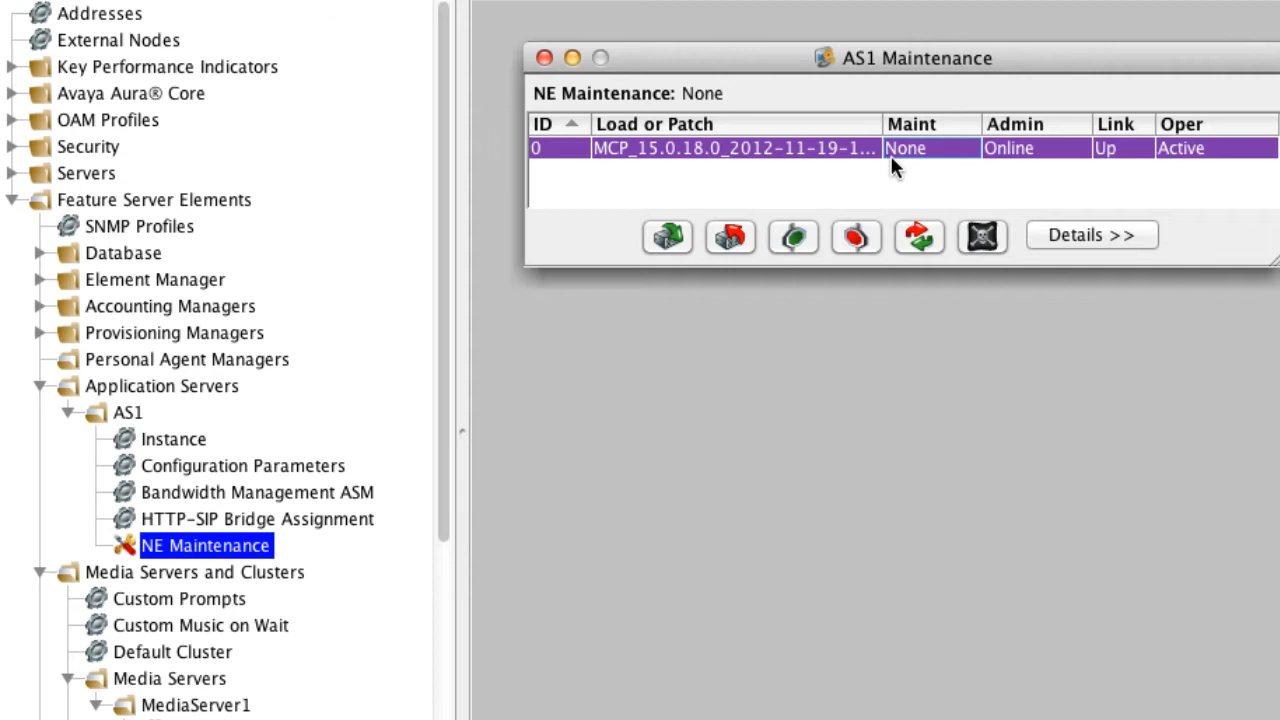 Addresses
External Nodes
Key Performance Indicators
Avaya Aura® Core
OAM Profiles
Security
Servers
Feature Server Elements
SNMP Profiles
Database
Element Manager
Accounting Managers
Provisioning Managers
Personal Agent Managers
Application Servers
AS1
Instance
Configuration Parameters
Bandwidth Management ASM
HTTP-SIP Bridge Assignment
NE Maintenance
Media Servers and Clusters
Custom Prompts
Custom Music on Wait
Default Cluster
Media Servers
MediaServer1
AS1 Maintenance
NE Maintenance: None
ID Load or Patch Maint Admin Link Oper
0 MCP_15.0.18.0_2012-11-19-1... None Online Up Active
Details >>